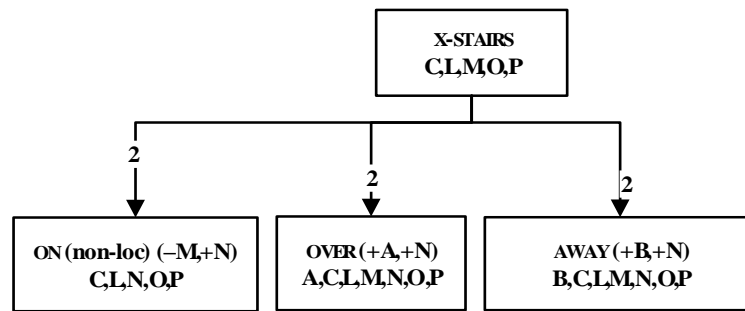 X-STAIRS
C,L,M,O,P
2
2
2
ON (non-loc) (–M,+N)
C,L,N,O,P
OVER (+A,+N)
A,C,L,M,N,O,P
AWAY (+B,+N)
B,C,L,M,N,O,P